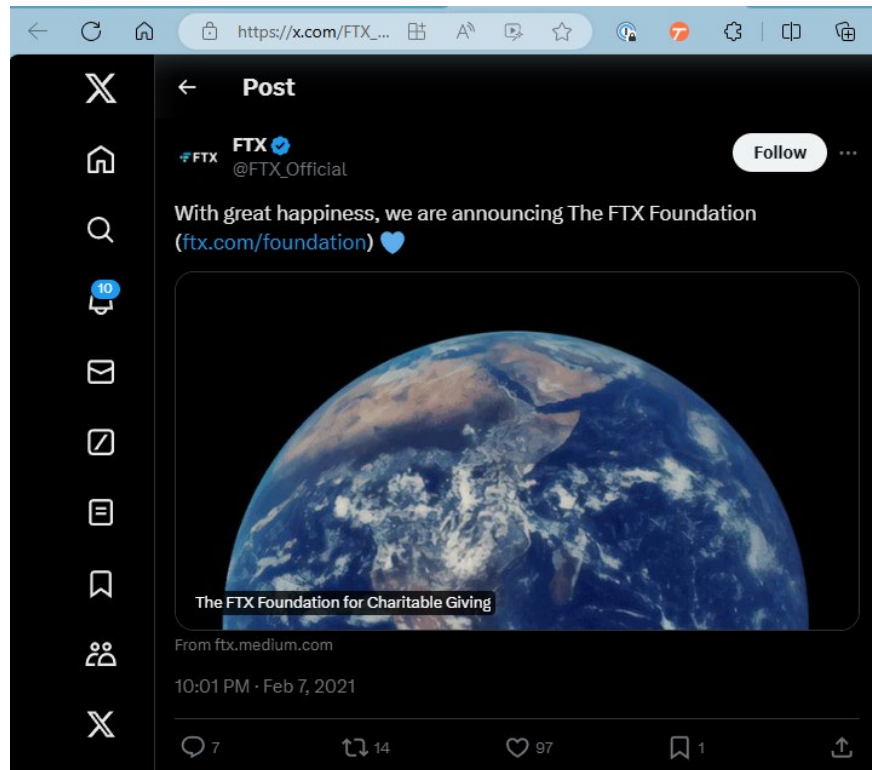 https://x.com/FTX_...
Post
FTX
FTX
@FTX_Official
Follow
With great happiness, we are announcing The FTX Foundation
(ftx.com/foundation) 💙
10
The FTX Foundation for Charitable Giving
From ftx.medium.com
10:01 PM · Feb 7, 2021
7
14
97
1